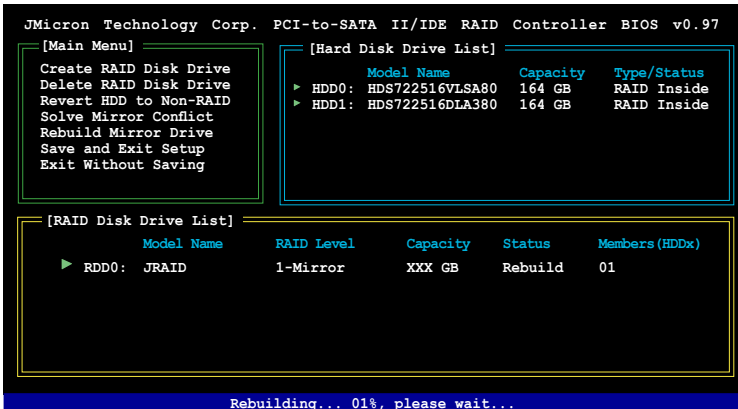 JMicron Technology Corp. PCI-to-SATA II/IDE RAID Controller BIOS v0.97
[Main Menu]
Create RAID Disk Drive
Delete RAID Disk Drive
Revert HDD to Non-RAID
Solve Mirror Conflict
Rebuild Mirror Drive
Save and Exit Setup
Exit Without Saving
[Hard Disk Drive List]
Model Name Capacity Type/Status
HDD0: HDS722516VLSA80 164 GB RAID Inside
HDD1: HDS722516DLA380 164 GB RAID Inside
[RAID Disk Drive List]
Model Name RAID Level Capacity Status Members(HDDx)
RDD0: JRAID 1-Mirror XXX GB Rebuild 01
Rebuilding... 01%, please wait...